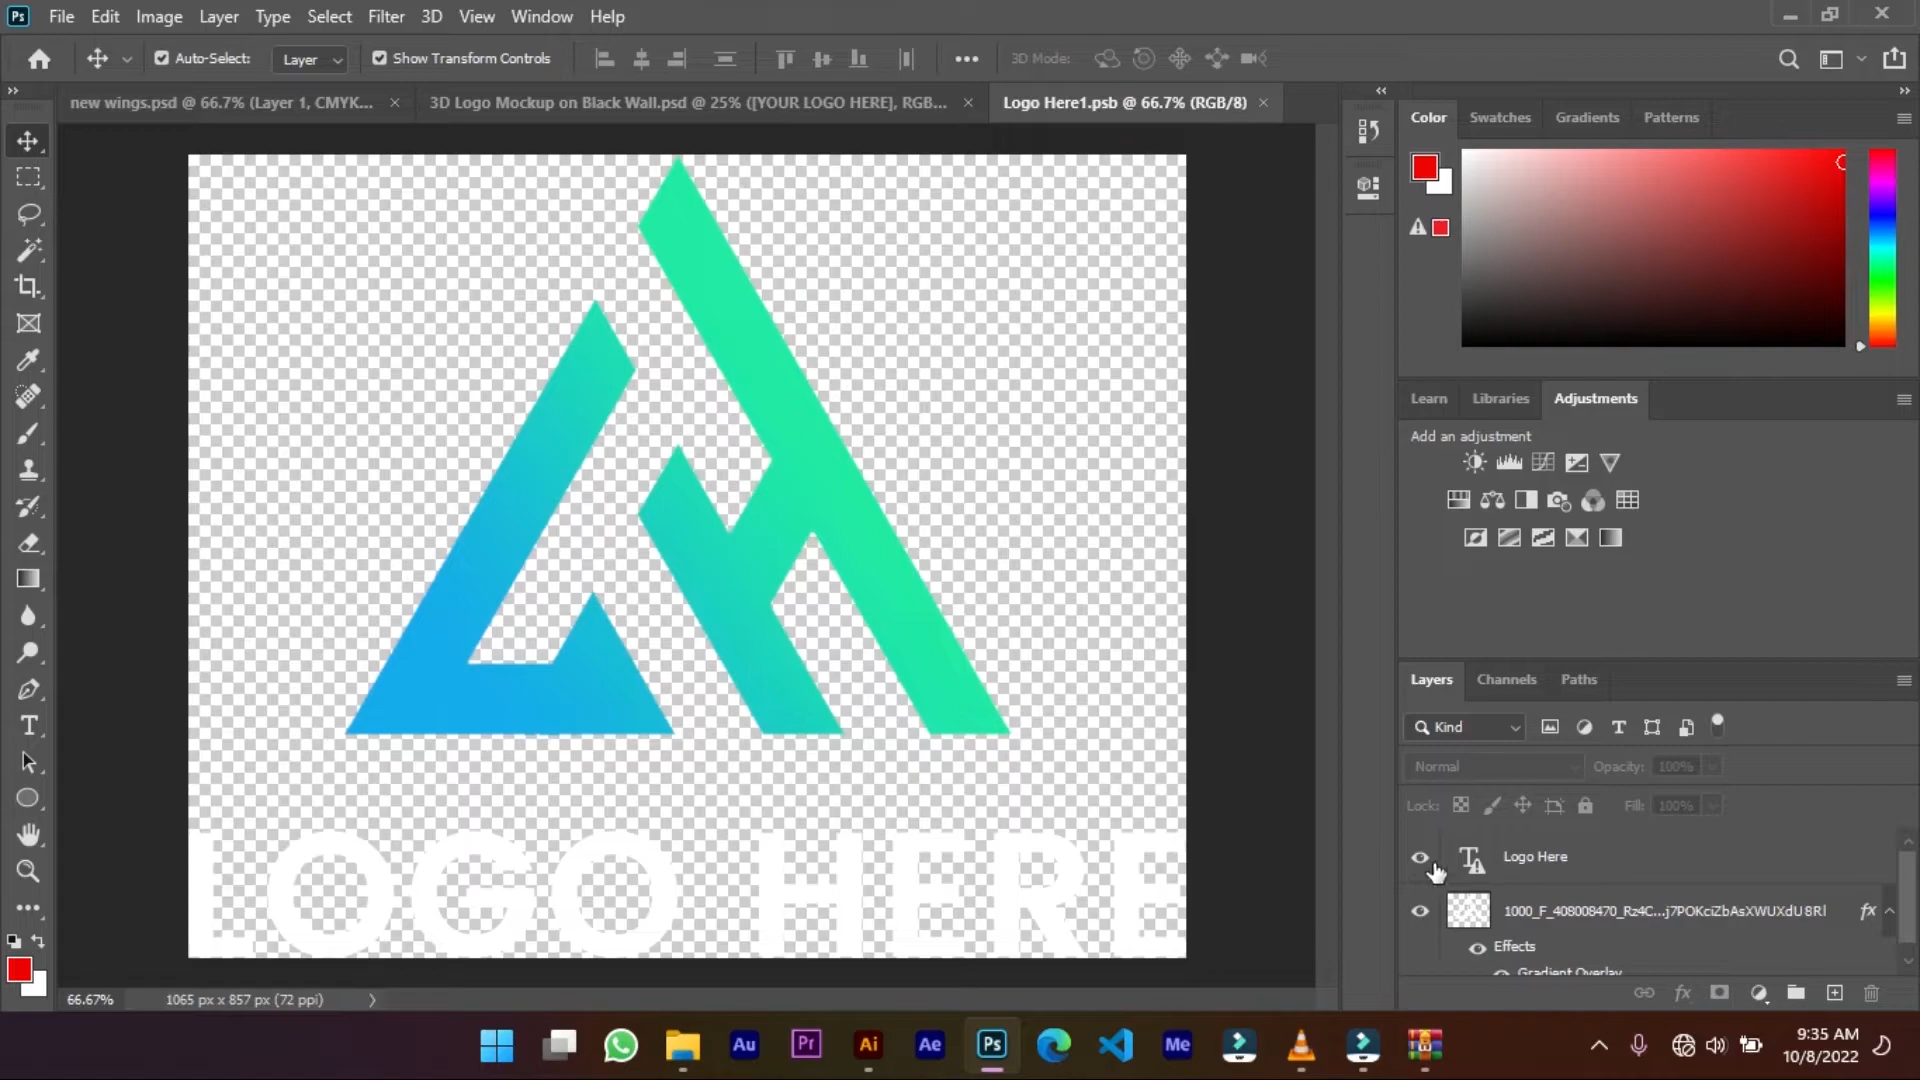 Ps File Edit Image Layer Type Select Filter 3D View Window Help
Auto-Select: Layer Show Transform Controls 3D Mode:
new wings.psd @ 66.7% (Layer 1, CMYK... × 3D Logo Mockup on Black Wall.psd @ 25% ([YOUR LOGO HERE], RGB... × Logo Here1.psb @ 66.7% (RGB/8) ×
Color Swatches Gradients Patterns
Learn Libraries Adjustments
Add an adjustment
Layers Channels Paths
Kind
Normal Opacity: 100%
Lock: Fill: 100%
LOGO HERE
Logo Here
1000_F_408008470_Rz4C...j7POKciZbAsXWUXdU8Rl fx
Effects
Gradient Overlay
66.67% 1065 px x 857 px (72 ppi)
Au Pr Ai Ae Ps Me
9:35 AM
10/8/2022